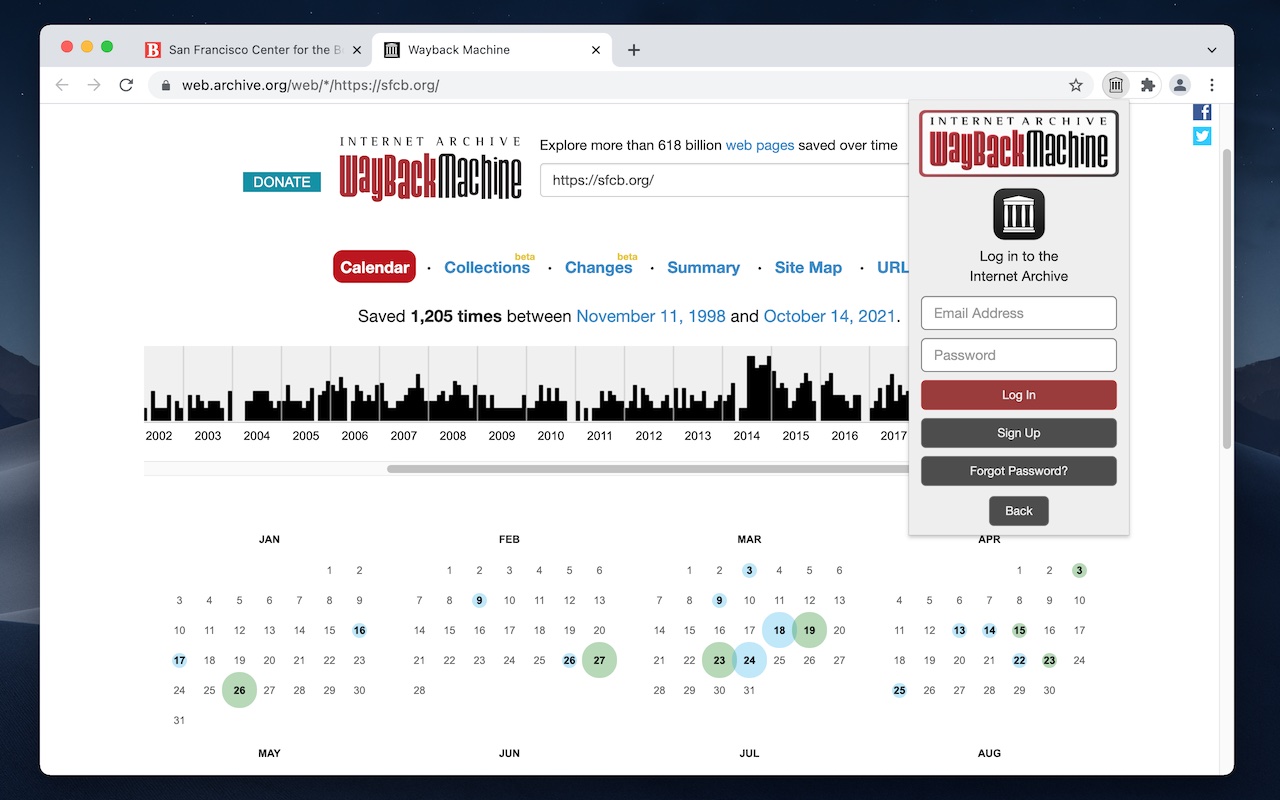 San Francisco Center for the B
Wayback Machine
web.archive.org/web/*/https://sfcb.org/
INTERNET ARCHIVE
WayBackMachine
DONATE
Explore more than 618 billion web pages saved over time
https://sfcb.org/
Calendar · Collections beta · Changes beta · Summary · Site Map · URL
Saved 1,205 times between November 11, 1998 and October 14, 2021.
2002 2003 2004 2005 2006 2007 2008 2009 2010 2011 2012 2013 2014 2015 2016 2017
INTERNET ARCHIVE
WayBackMachine
Log in to the
Internet Archive
Email Address
Password
Log In
Sign Up
Forgot Password?
Back
JAN
1 2
3 4 5 6 7 8 9
10 11 12 13 14 15 16
17 18 19 20 21 22 23
24 25 26 27 28 29 30
31
FEB
1 2 3 4 5 6
7 8 9 10 11 12 13
14 15 16 17 18 19 20
21 22 23 24 25 26 27
28
MAR
1 2 3 4 5 6
7 8 9 10 11 12 13
14 15 16 17 18 19 20
21 22 23 24 25 26 27
28 29 30 31
APR
1 2 3
4 5 6 7 8 9 10
11 12 13 14 15 16 17
18 19 20 21 22 23 24
25 26 27 28 29 30
MAY JUN JUL AUG